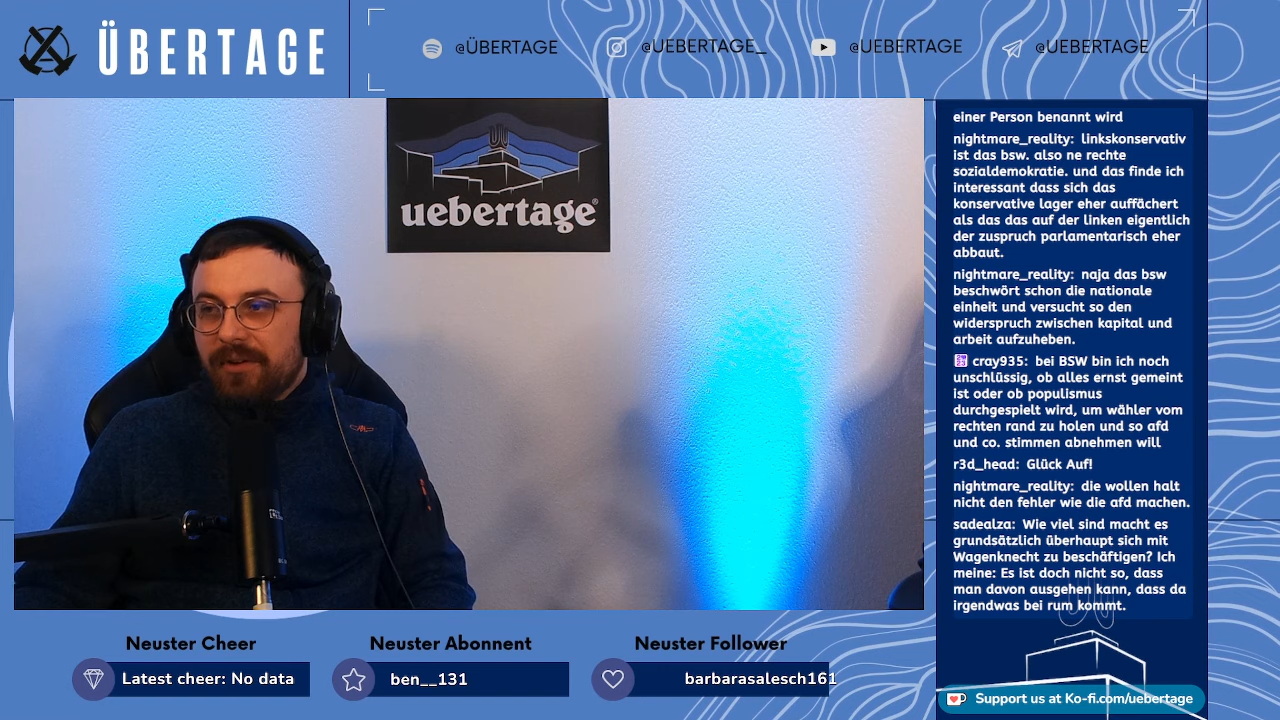 ÜBERTAGE
@ÜBERTAGE
@UEBERTAGE_
@UEBERTAGE
@UEBERTAGE
uebertage®
einer Person benannt wird
nightmare_reality: linkskonservativ
ist das bsw. also ne rechte
sozialdemokratie. und das finde ich
interessant dass sich das
konservative lager eher auffächert
als das das auf der linken eigentlich
der zuspruch parlamentarisch eher
abbaut.
nightmare_reality: naja das bsw
beschwört schon die nationale
einheit und versucht so den
widerspruch zwischen kapital und
arbeit aufzuheben.
cray935: bei BSW bin ich noch
unschlüssig, ob alles ernst gemeint
ist oder ob populismus
durchgespielt wird, um wähler vom
rechten rand zu holen und so afd
und co. stimmen abnehmen will
r3d_head: Glück Auf!
nightmare_reality: die wollen halt
nicht den fehler wie die afd machen.
sadealza: Wie viel sind macht es
grundsätzlich überhaupt sich mit
Wagenknecht zu beschäftigen? Ich
meine: Es ist doch nicht so, dass
man davon ausgehen kann, dass da
irgendwas bei rum kommt.
Neuster Cheer
Latest cheer: No data
Neuster Abonnent
ben__131
Neuster Follower
barbarasalesch161
Support us at Ko-fi.com/uebertage